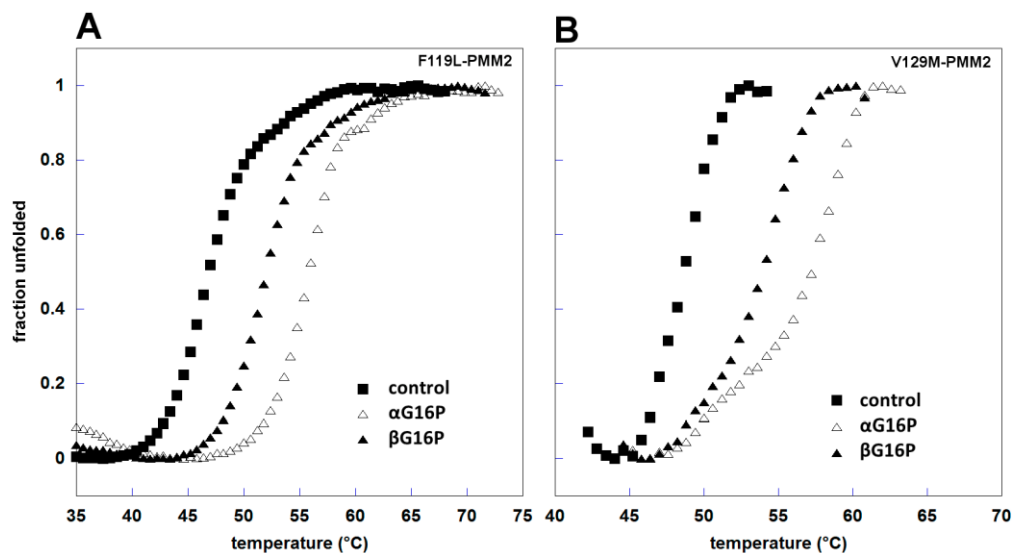 A
B
F119L-PMM2
V129M-PMM2
1
0.8
0.6
0.4
0.2
0
fraction unfolded
control
αG16P
βG16P
control
αG16P
βG16P
35 40 45 50 55 60 65 70 75
40 45 50 55 60 65 70
temperature (°C)
temperature (°C)